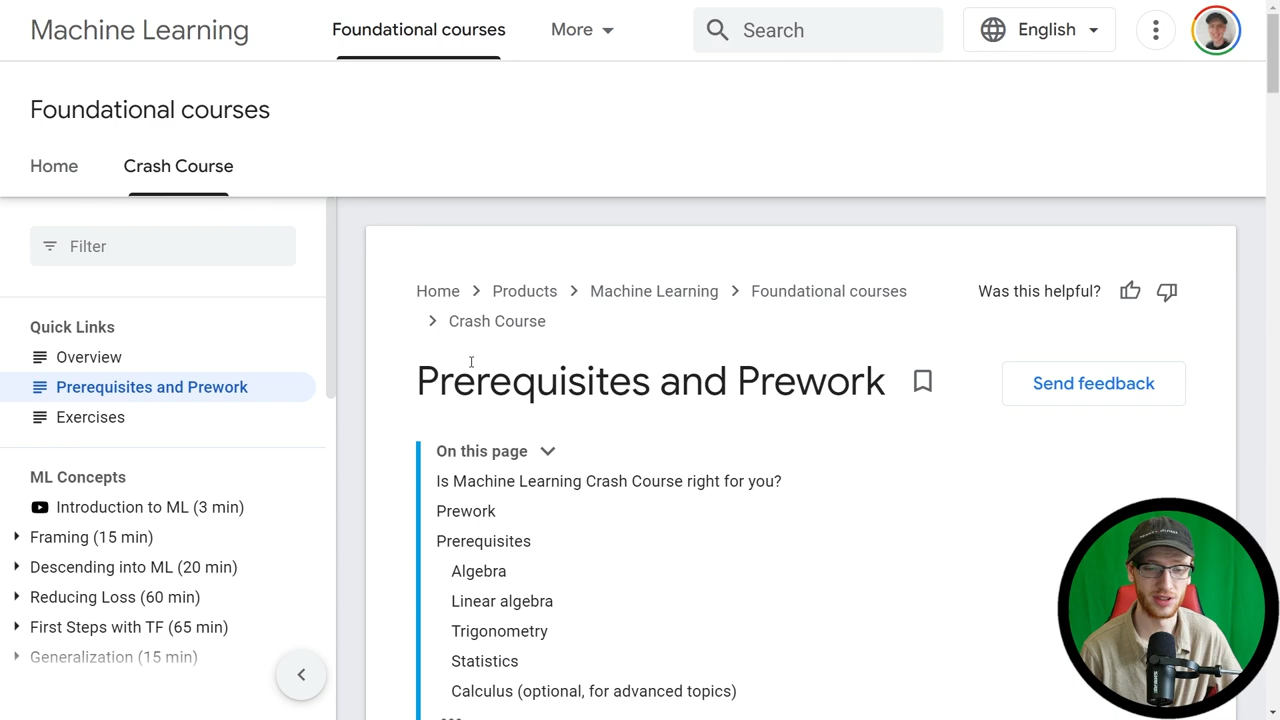 Machine Learning
Foundational courses
More
Search
English
Foundational courses
Home
Crash Course
Filter
Quick Links
Overview
Prerequisites and Prework
Exercises
ML Concepts
Introduction to ML (3 min)
Framing (15 min)
Descending into ML (20 min)
Reducing Loss (60 min)
First Steps with TF (65 min)
Generalization (15 min)
Home > Products > Machine Learning > Foundational courses
> Crash Course
Was this helpful?
Prerequisites and Prework
Send feedback
On this page
Is Machine Learning Crash Course right for you?
Prework
Prerequisites
Algebra
Linear algebra
Trigonometry
Statistics
Calculus (optional, for advanced topics)